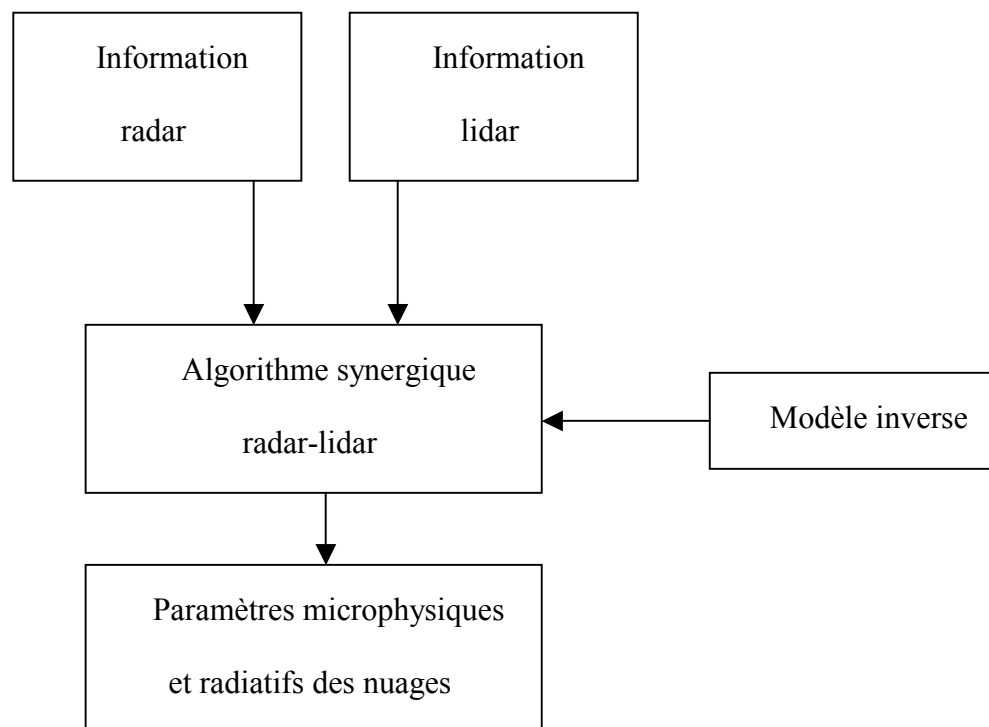 Information
radar
Information
lidar
Algorithme synergique
radar-lidar
Modèle inverse
Paramètres microphysiques
et radiatifs des nuages